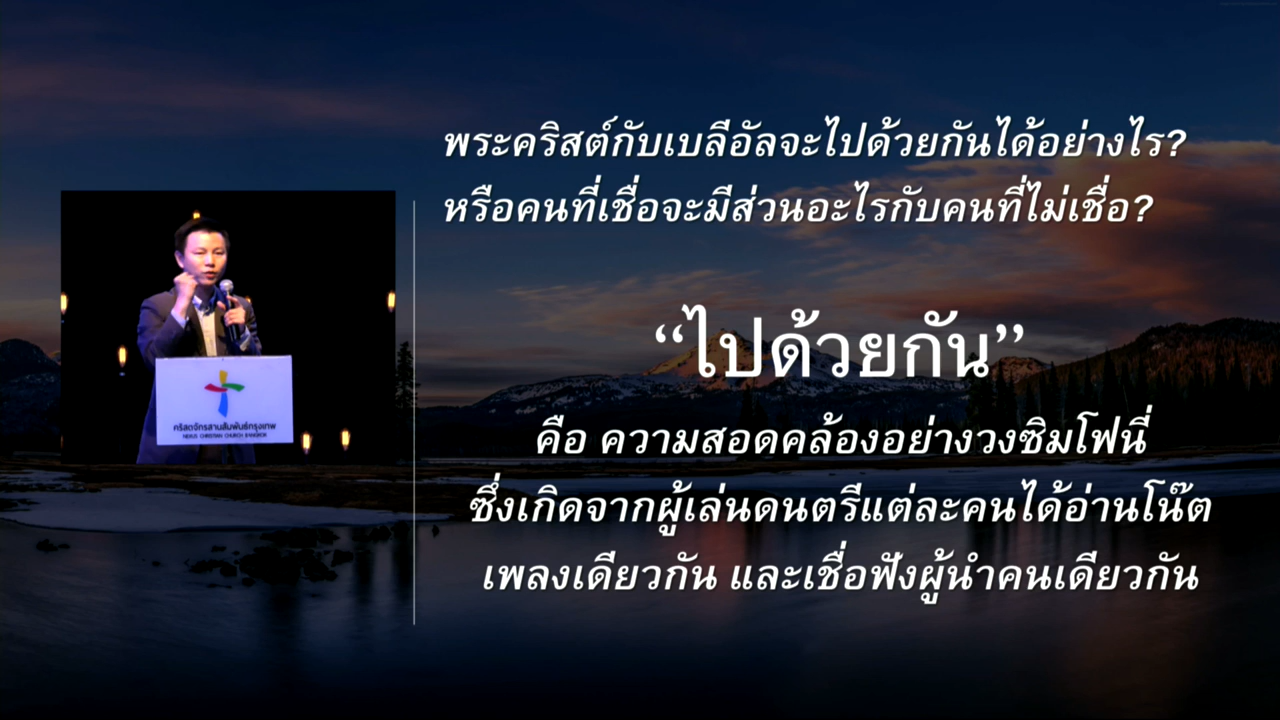 พระคริสต์กับเบลีอัลจะไปด้วยกันได้อย่างไร?
หรือคนที่เชื่อจะมีส่วนอะไรกับคนที่ไม่เชื่อ?
“ไปด้วยกัน”
คือ ความสอดคล้องอย่างวงซิมโฟนี่
ซึ่งเกิดจากผู้เล่นดนตรีแต่ละคนได้อ่านโน๊ต
เพลงเดียวกัน และเชื่อฟังผู้นำคนเดียวกัน
คริสตจักรสานสัมพันธ์กรุงเทพ
NEXUS CHRISTIAN CHURCH BANGKOK